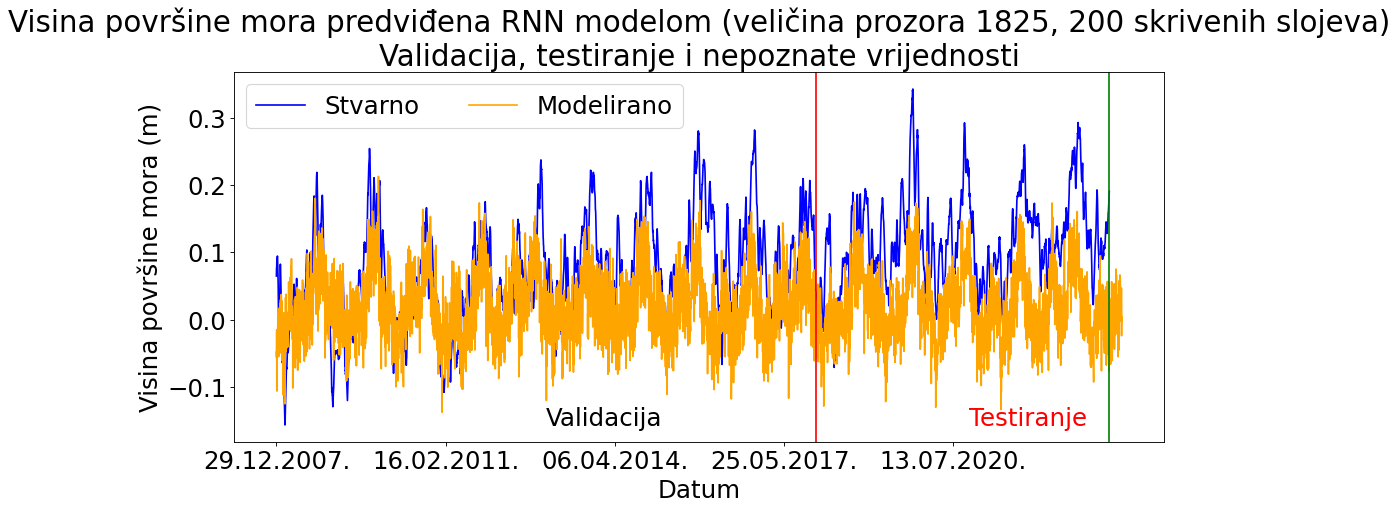 Visina površine mora predviđena RNN modelom (veličina prozora 1825, 200 skrivenih slojeva)
Validacija, testiranje i nepoznate vrijednosti
Stvarno Modelirano
Visina površine mora (m)
0.3
0.2
0.1
0.0
−0.1
Validacija Testiranje
29.12.2007. 16.02.2011. 06.04.2014. 25.05.2017. 13.07.2020.
Datum